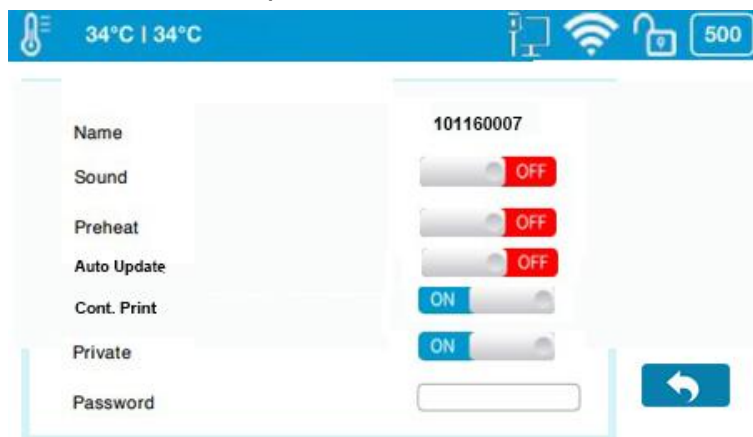 34°C I 34°C 500
Name 101160007
Sound OFF
Preheat OFF
Auto Update OFF
Cont. Print ON
Private ON
Password